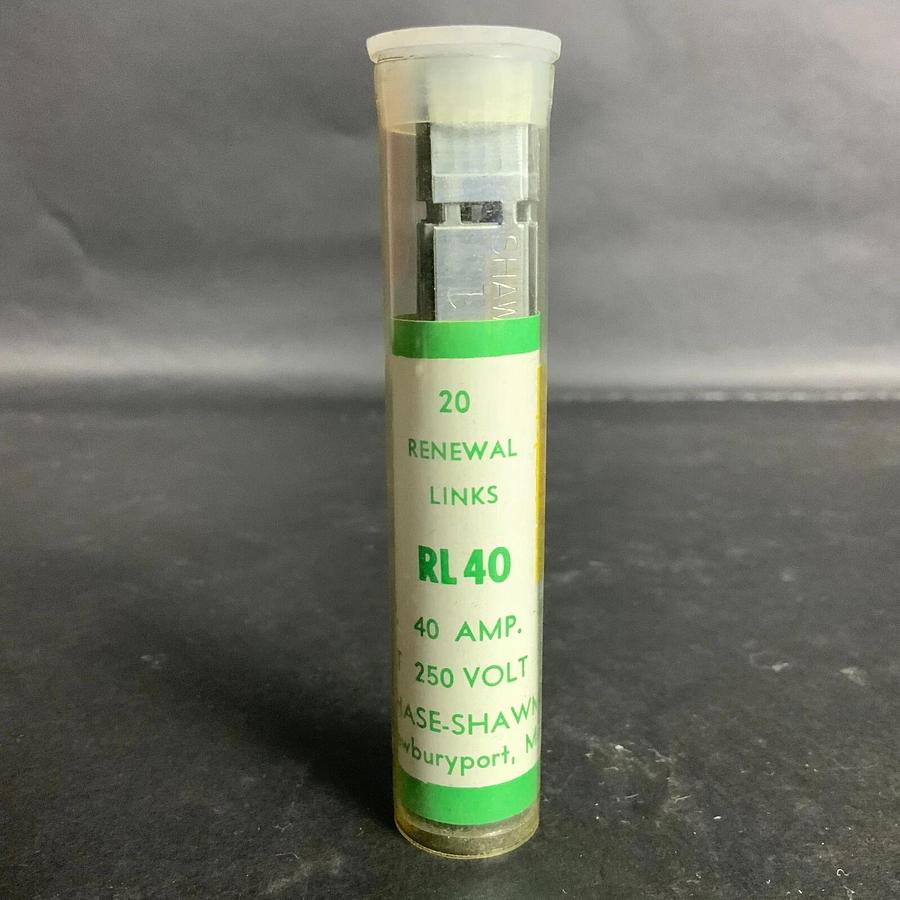 SHAW
20
RENEWAL
LINKS
RL 40
40 AMP.
T 250 VOLT
HASE-SHAWM
wburyport, M